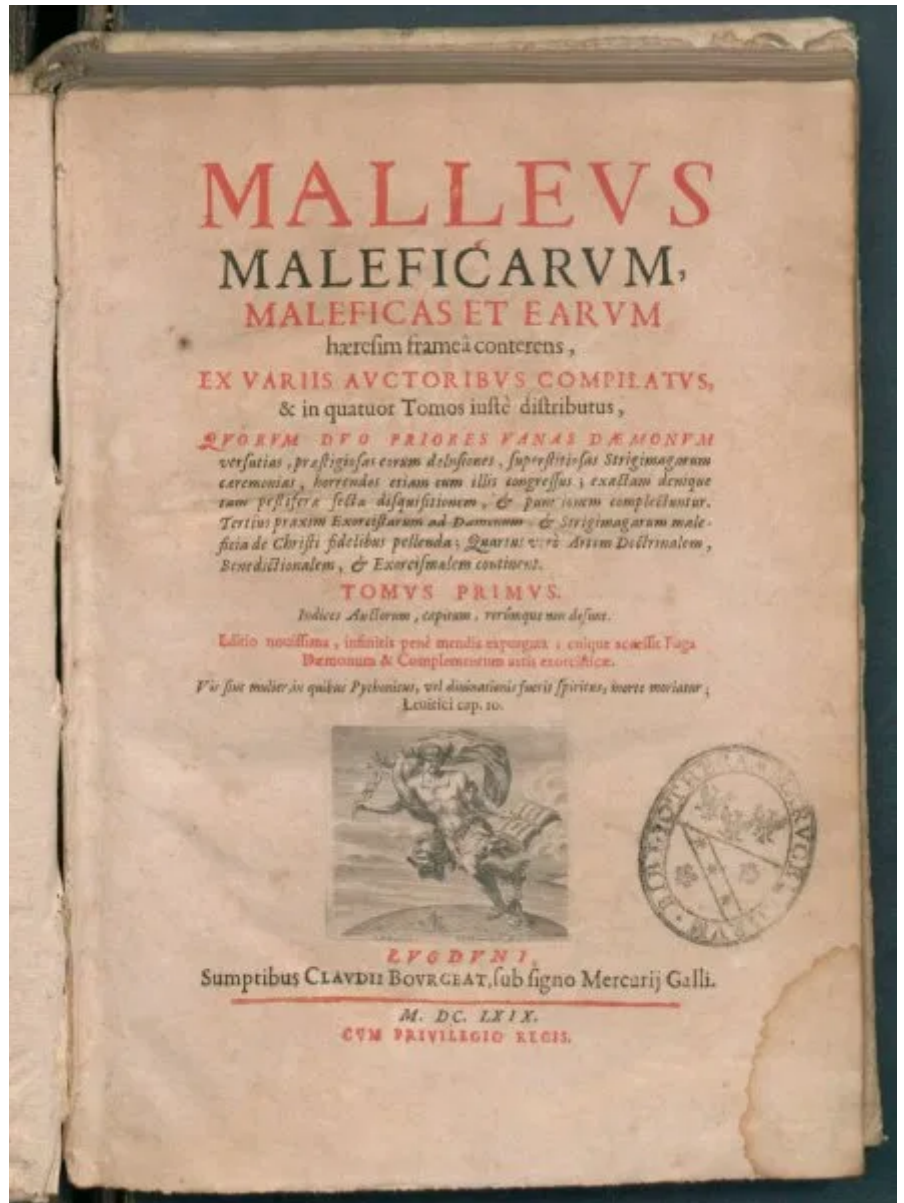 MALLEVS
MALEFICARVM,
MALEFICAS ET EARVM
hæresim frameâ conterens,
EX VARIIS AVCTORIBVS COMPILATVS,
& in quatuor Tomos iustè distributus,
QVORVM DVO PRIORES VANAS DÆMONVM
versutias, præstigiosas eorum delusiones, superstitiosas Strigimagarum
cæremonias, horrendos etiam cum illis congressus; exactam denique
tam pestiferæ sectæ disquisitionem, & punitionem complectuntur.
Tertius praxim Exorcistarum ad Dæmonum, & Strigimagarum male-
ficia de Christi fidelibus pellenda; Quartus verò Artem Doctrinalem,
Benedictionalem, & Exorcismalem continent.
TOMVS PRIMVS.
Indices Auctorum, capitum, rerúmque non desunt.
Editio nouissima, infinitis penè mendis expurgata; cuique accessit Fuga
Dæmonum & Complementum artis exorcisticæ.
Vir siue mulier, in quibus Pythonicus, vel diuinationis fuerit spiritus, morte moriatur;
Leuitici cap. 10.
LVGDVNI,
Sumptibus CLAVDII BOVRGEAT, sub signo Mercurij Galli.
M. DC. LXIX.
CVM PRIVILEGIO REGIS.